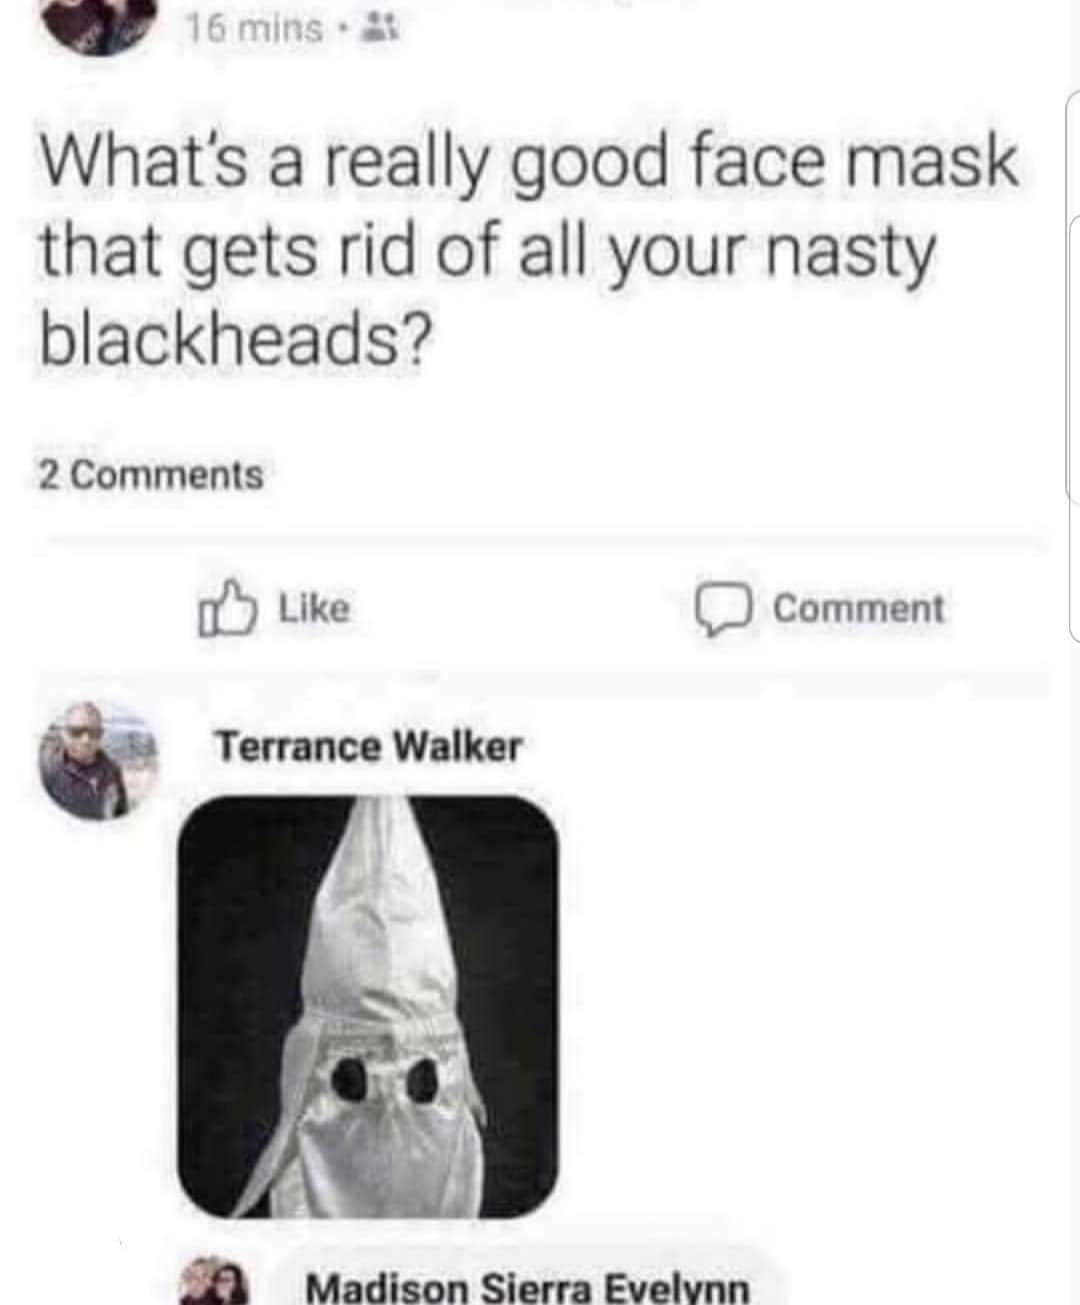 16 mins
What's a really good face mask
that gets rid of all your nasty
blackheads?
2 Comments
Like
Comment
Terrance Walker
Madison Sierra Evelynn